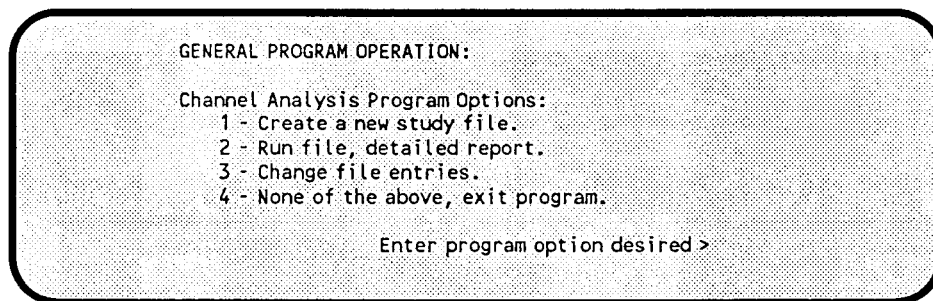 GENERAL PROGRAM OPERATION:
Channel Analysis Program Options:
1 - Create a new study file.
2 - Run file, detailed report.
3 - Change file entries.
4 - None of the above, exit program.
Enter program option desired >